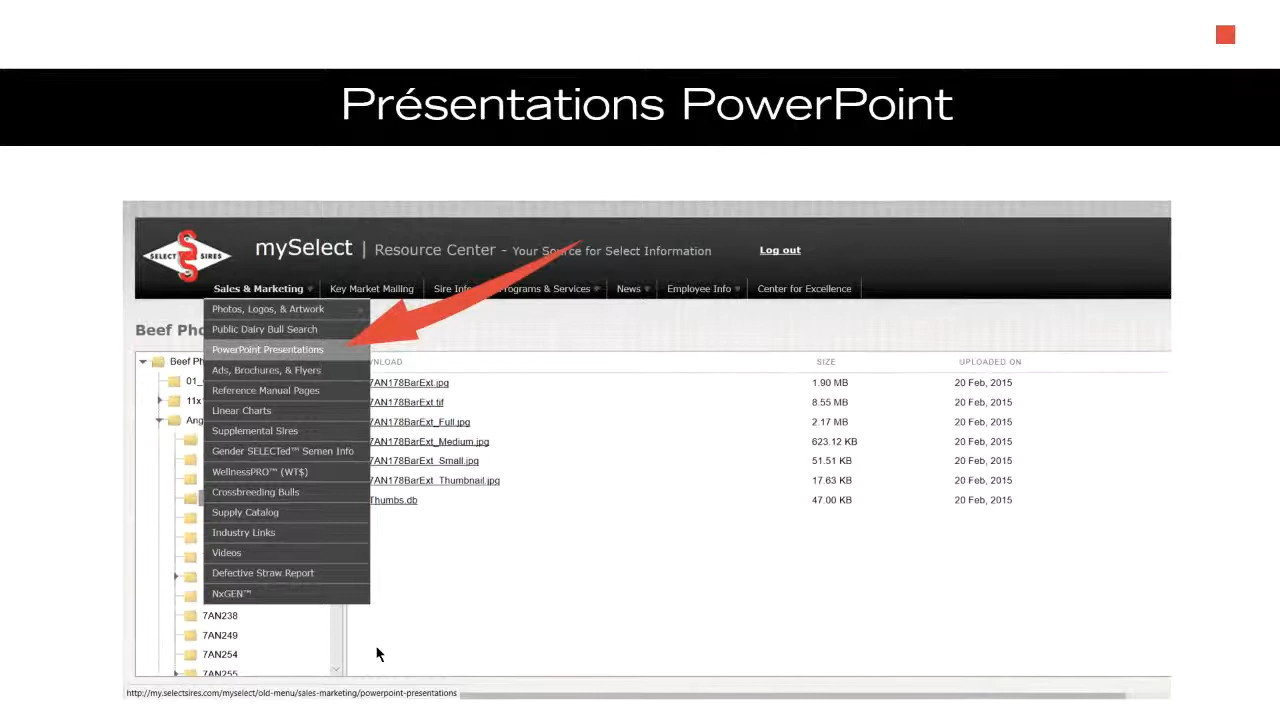 Présentations PowerPoint
SELECT SIRES
mySelect | Resource Center - Your Source for Select Information
Log out
Sales & Marketing Key Market Mailing Sire Info Programs & Services News Employee Info Center for Excellence
Photos, Logos, & Artwork
Public Dairy Bull Search
PowerPoint Presentations
Ads, Brochures, & Flyers
Reference Manual Pages
Linear Charts
Supplemental Sires
Gender SELECTed™ Semen Info
WellnessPRO™ (WT$)
Crossbreeding Bulls
Supply Catalog
Industry Links
Videos
Defective Straw Report
NxGEN™
Beef Pho
Beef Ph
01_
11x
Ang
7AN238
7AN249
7AN254
7AN255
NLOAD SIZE UPLOADED ON
7AN178BarExt.jpg 1.90 MB 20 Feb, 2015
7AN178BarExt.tif 8.55 MB 20 Feb, 2015
7AN178BarExt_Full.jpg 2.17 MB 20 Feb, 2015
7AN178BarExt_Medium.jpg 623.12 KB 20 Feb, 2015
7AN178BarExt_Small.jpg 51.51 KB 20 Feb, 2015
7AN178BarExt_Thumbnail.jpg 17.63 KB 20 Feb, 2015
Thumbs.db 47.00 KB 20 Feb, 2015
http://my.selectsires.com/myselect/old-menu/sales-marketing/powerpoint-presentations